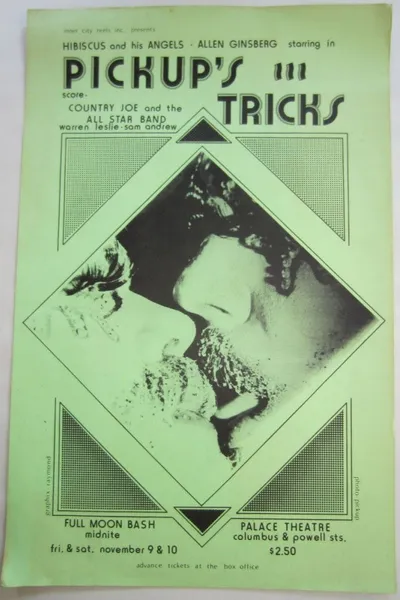 HIBISCUS and his ANGELS · ALLEN GINSBERG starring in
PICKUP'S
TRICKS
score-
COUNTRY JOE and the
ALL STAR BAND
warren leslie-sam andrew
graphix raymond
FULL MOON BASH
midnite
fri. & sat. november 9 & 10
PALACE THEATRE
columbus & powell sts.
$2.50
advance tickets at the box office